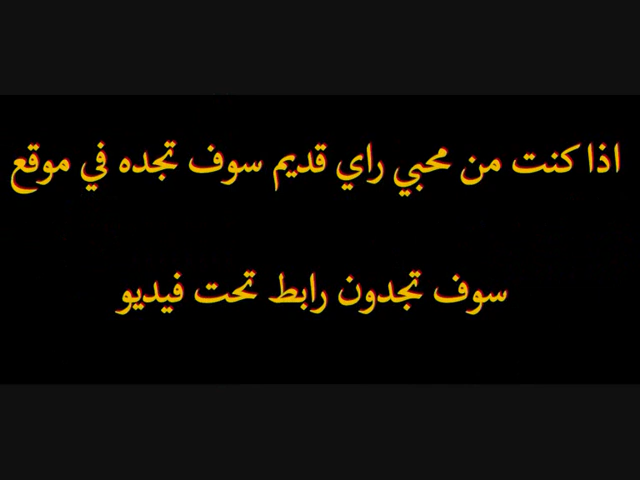 اذا كنت من محبي راي قديم سوف تجده في موقع
سوف تجدون رابط تحت فيديو